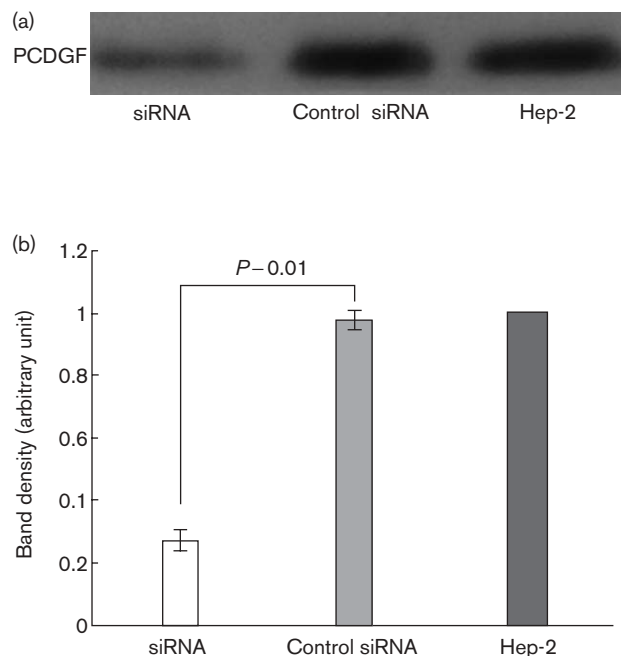 (a)
PCDGF
siRNA Control siRNA Hep-2
(b)
1.2
P–0.01
1
0.8
0.6
0.1
0.2
0
Band density (arbitrary unit)
siRNA Control siRNA Hep-2